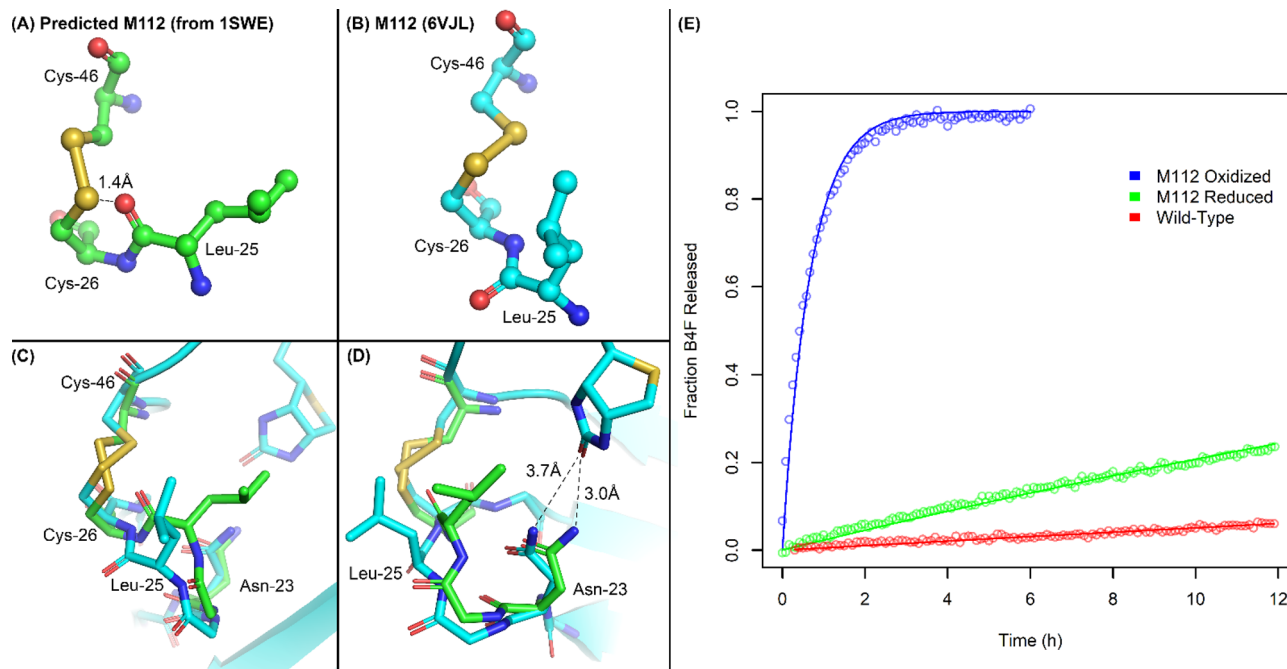 (A) Predicted M112 (from 1SWE)
Cys-46
1.4Å
Leu-25
Cys-26
(B) M112 (6VJL)
Cys-46
Cys-26
Leu-25
(C)
Cys-46
Cys-26
Leu-25
Asn-23
(D)
3.7Å
3.0Å
Leu-25
Asn-23
(E)
Fraction B4F Released
1.0
0.8
0.6
0.4
0.2
0.0
M112 Oxidized
M112 Reduced
Wild-Type
0 2 4 6 8 10 12
Time (h)